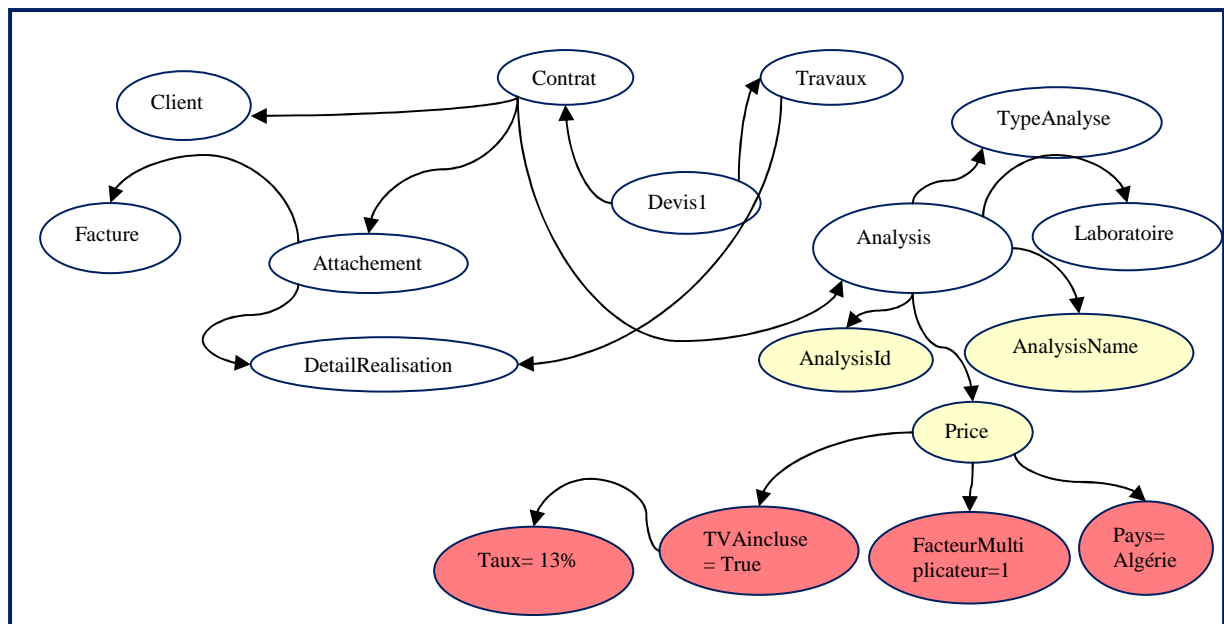 Contrat
Travaux
Client
TypeAnalyse
Devis1
Facture
Analysis
Laboratoire
Attachement
DetailRealisation
AnalysisId
AnalysisName
Price
Taux= 13%
TVAincluse
= True
FacteurMulti
plicateur=1
Pays=
Algérie